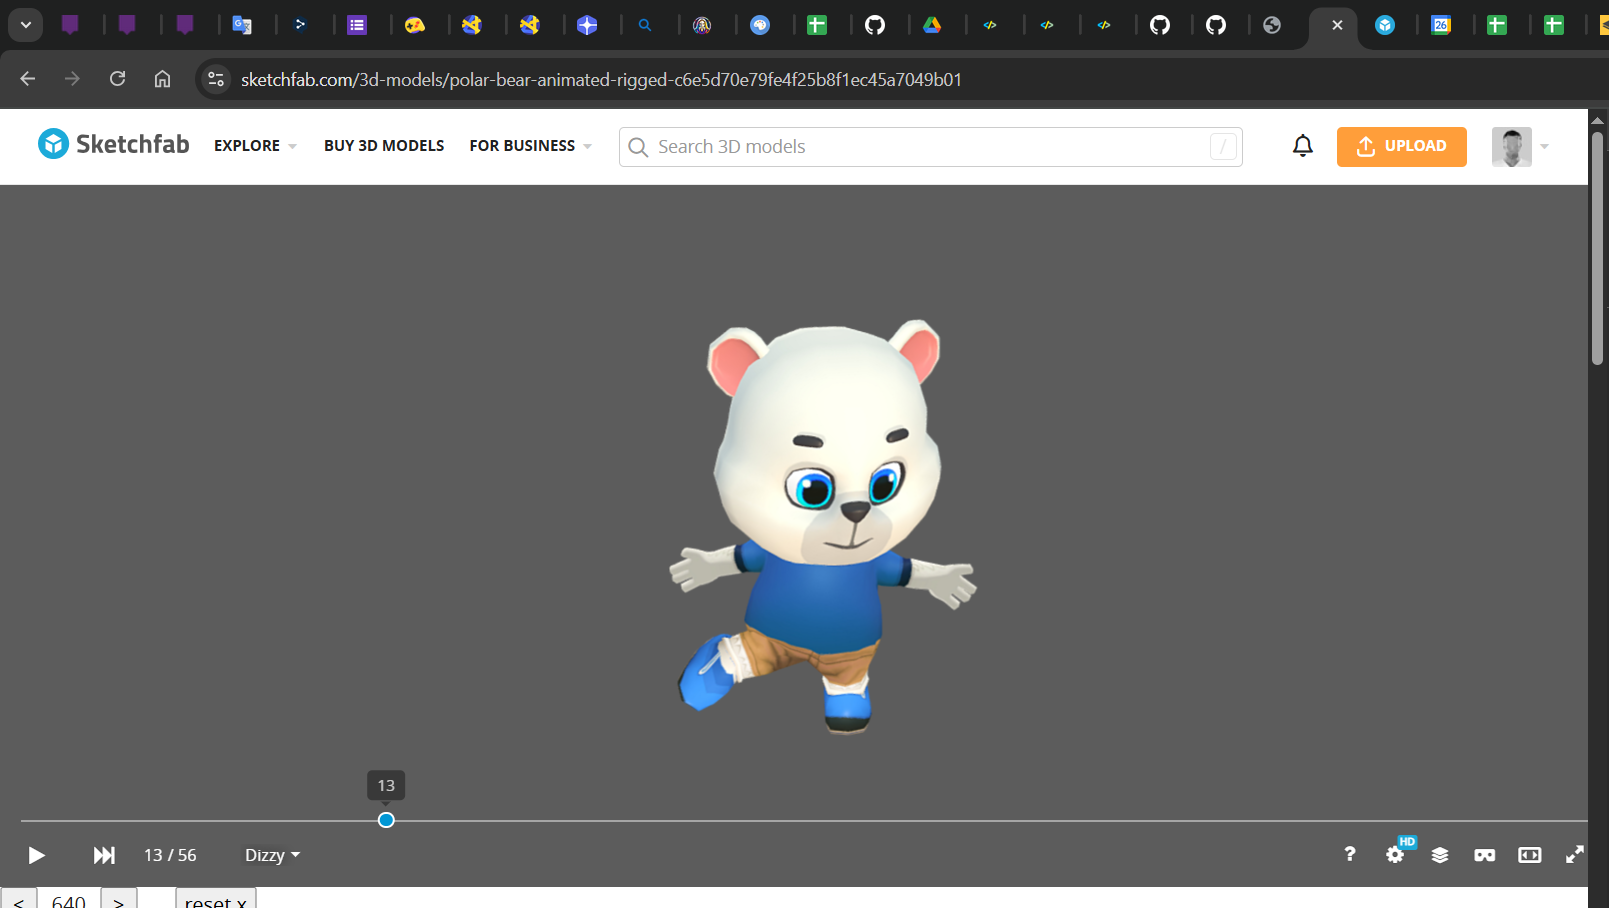 26
sketchfab.com/3d-models/polar-bear-animated-rigged-c6e5d70e79fe4f25b8f1ec45a7049b01
Sketchfab EXPLORE BUY 3D MODELS FOR BUSINESS Search 3D models / UPLOAD
13
13 / 56 Dizzy ? HD
< 640 > reset x